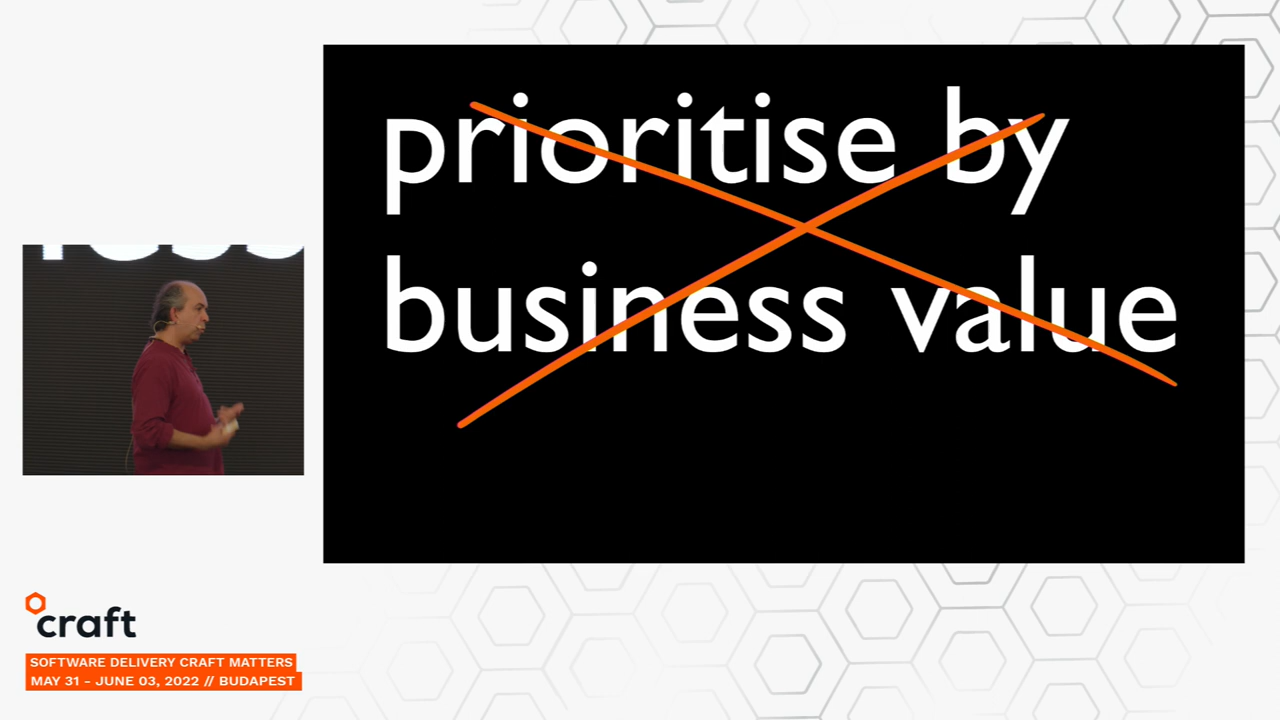 prioritise by
business value
craft
SOFTWARE DELIVERY CRAFT MATTERS
MAY 31 - JUNE 03, 2022 // BUDAPEST